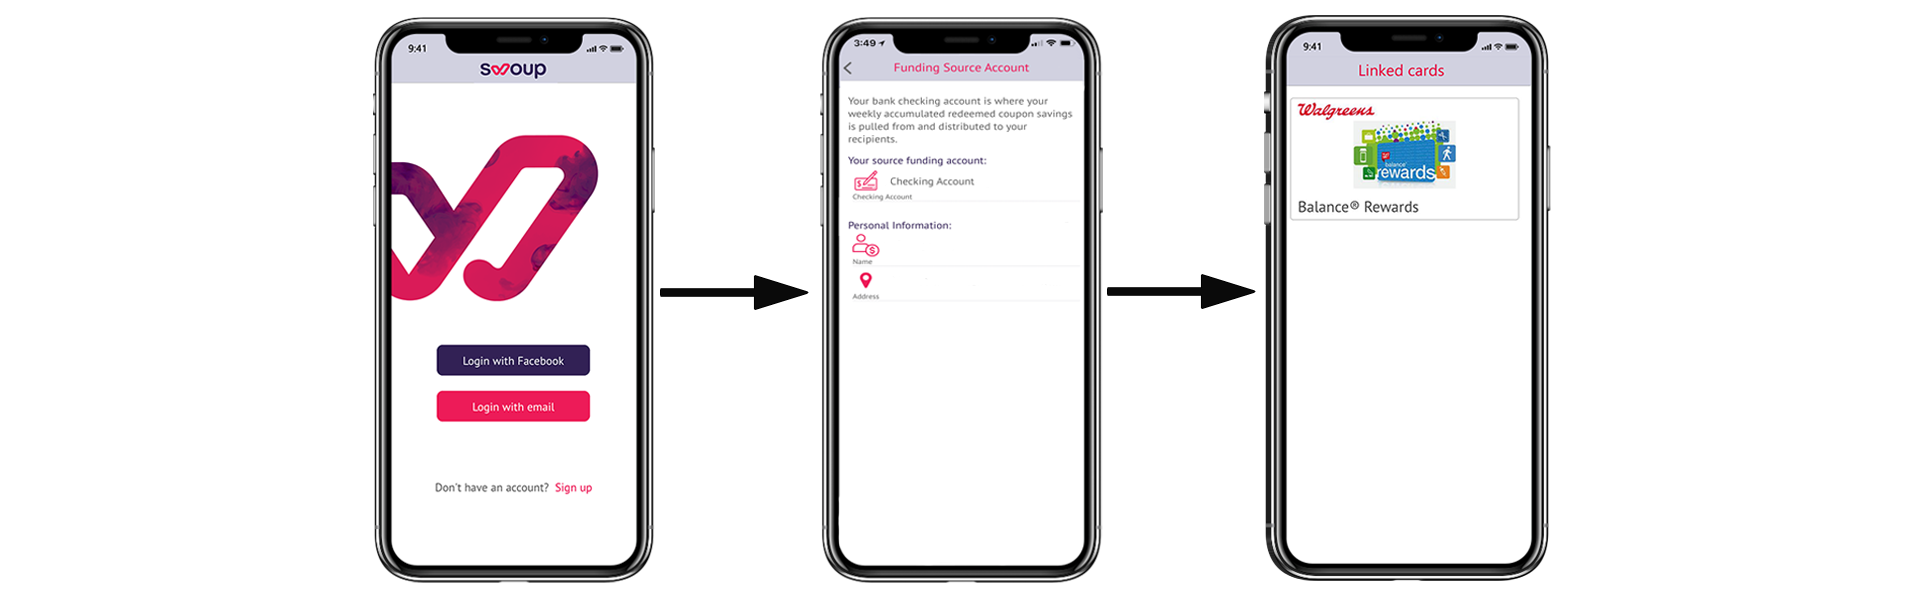 9:41
swoup
Login with Facebook
Login with email
Don't have an account? Sign up
3:49
Funding Source Account
Your bank checking account is where your
weekly accumulated redeemed coupon savings
is pulled from and distributed to your
recipients.
Your source funding account:
Checking Account
Checking Account
Personal Information:
Name
Address
9:41
Linked cards
Walgreens
balance
rewards
Balance® Rewards